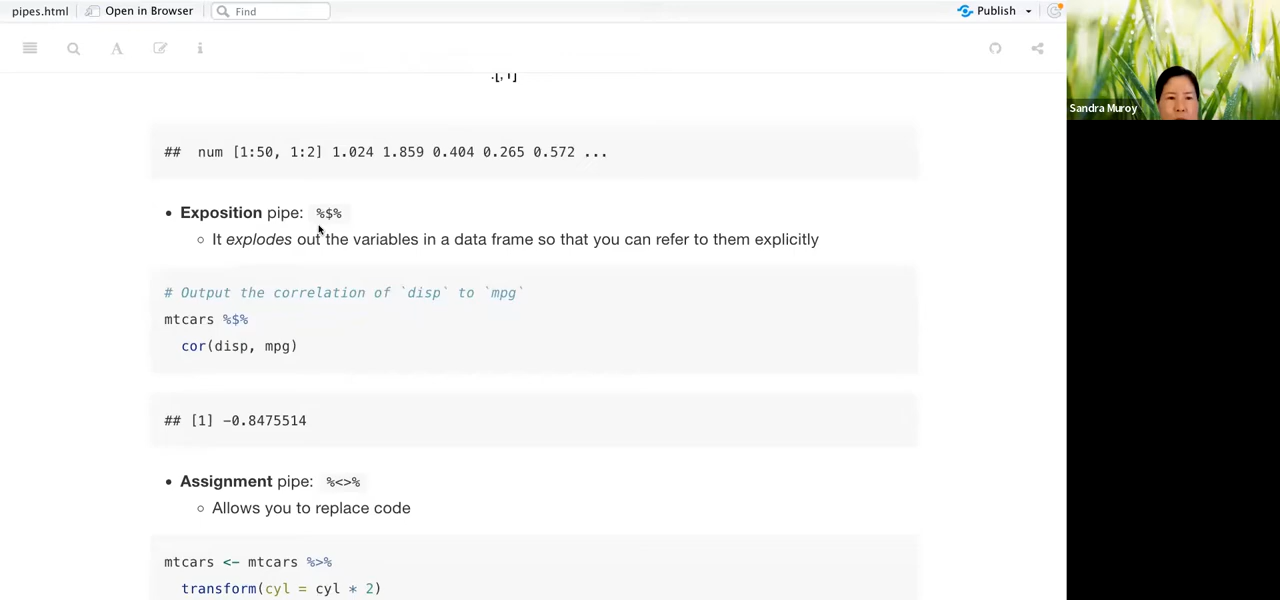 pipes.html
Open in Browser
Find
Publish
Sandra Muroy
.[, 1]
## num [1:50, 1:2] 1.024 1.859 0.404 0.265 0.572 ...
• Exposition pipe: %$%
It explodes out the variables in a data frame so that you can refer to them explicitly
# Output the correlation of `disp` to `mpg`
mtcars %$%
cor(disp, mpg)
## [1] -0.8475514
• Assignment pipe: %<>%
Allows you to replace code
mtcars <- mtcars %>%
transform(cyl = cyl * 2)